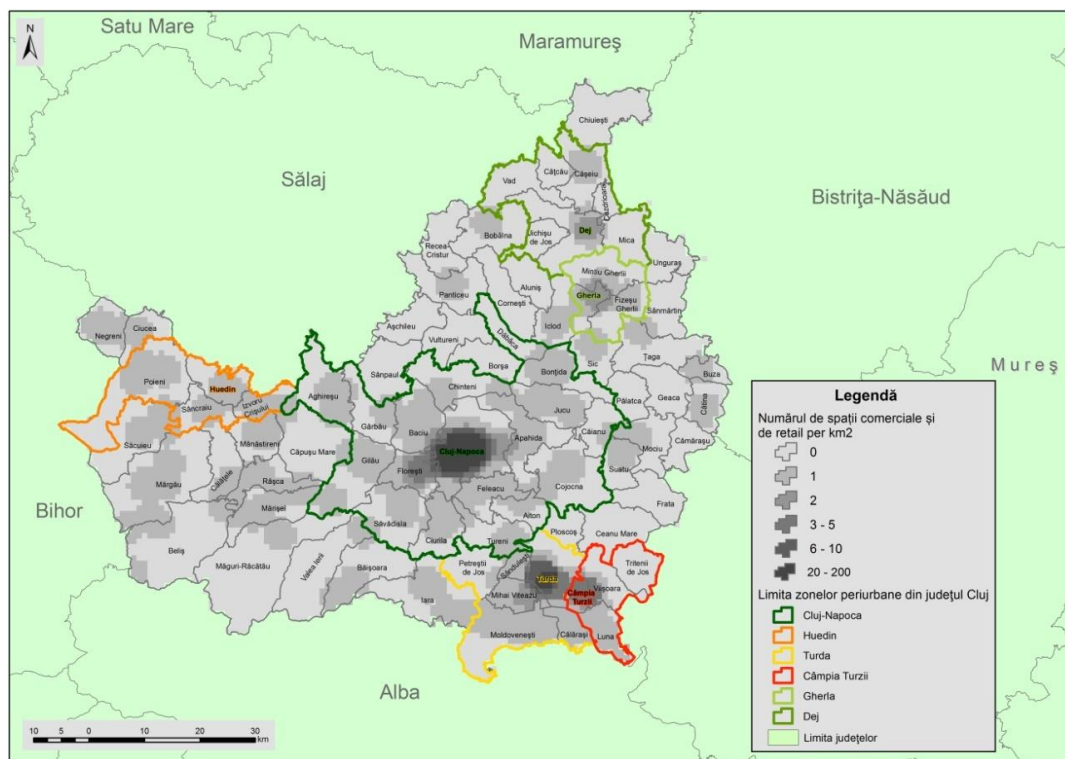 N
Satu Mare
Maramureş
Sălaj
Bistriţa-Năsăud
Mureş
Bihor
Alba
Chiuieşti
Câţcău
Căşeiu
Vad
Bobâlna
Jichişu de Jos
Dej
Mica
Unguraş
Recea Cristur
Mintiu Gherlii
Aluniş
Panticeu
Corneşti
Gherla
Fizeşu Gherlii
Sânmărtin
Iclod
Aşchileu
Vultureni
Dăbâca
Sic
Ţaga
Negreni
Ciucea
Poieni
Huedin
Sâncraiu
Izvoru Crişului
Aghireşu
Sânpaul
Borşa
Bonţida
Buza
Chinteni
Geaca
Cătina
Săcuieu
Mănăstireni
Gârbău
Baciu
Jucu
Pălatca
Căpuşu Mare
Apahida
Căianu
Cămăraşu
Cluj-Napoca
Mociu
Gilău
Floreşti
Suatu
Mărgău
Râşca
Feleacu
Cojocna
Mărişel
Frata
Săvădisla
Aiton
Ploscoş
Ceanu Mare
Ciurila
Tureni
Beliş
Măguri-Răcătău
Valea Ierii
Băişoara
Petreştii de Jos
Săndulești
Turda
Tritenii de Jos
Viişoara
Câmpia Turzii
Iara
Mihai Viteazu
Moldoveneşti
Călăraşi
Luna
Legendă
Numărul de spaţii comerciale şi
de retail per km2
0
1
2
3 - 5
6 - 10
20 - 200
Limita zonelor periurbane din judeţul Cluj
Cluj-Napoca
Huedin
Turda
Câmpia Turzii
Gherla
Dej
Limita judeţelor
10 5 0 10 20 30
km